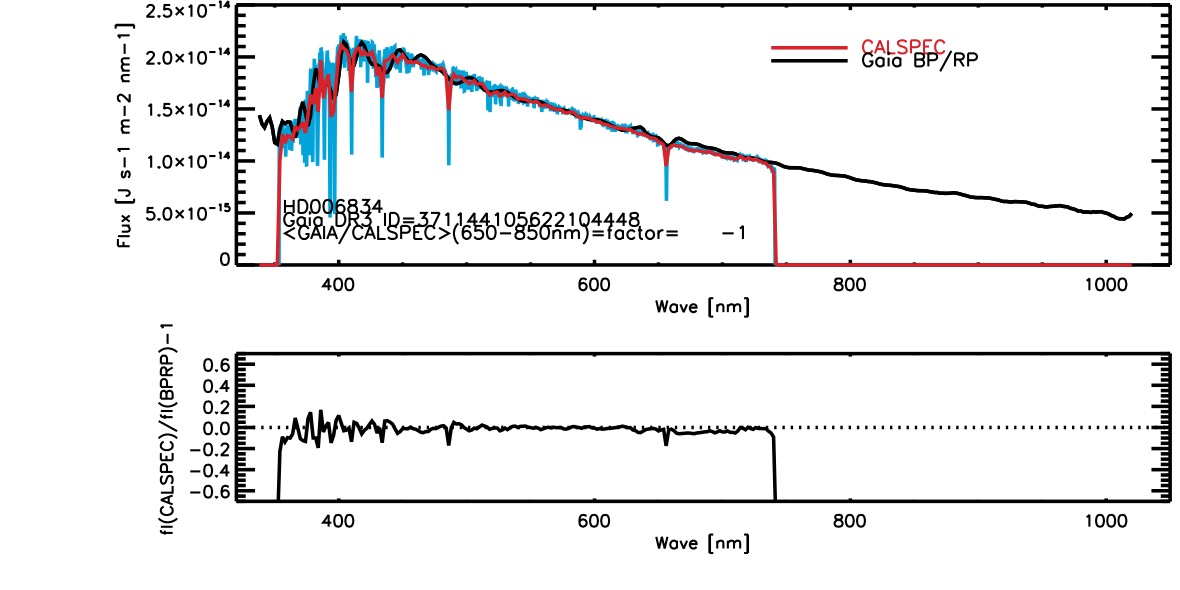 2.5×10⁻¹⁴
2.0×10⁻¹⁴
1.5×10⁻¹⁴
1.0×10⁻¹⁴
5.0×10⁻¹⁵
0
Flux [J s−1 m−2 nm−1]
CALSPEC
Gaia BP/RP
HD006834
Gaia DR3 ID=371144105622104448
<GAIA/CALSPEC>(650−850nm)=factor= −1
400 600 800 1000
Wave [nm]
fl(CALSPEC)/fl(BPRP)−1
0.6
0.4
0.2
0.0
−0.2
−0.4
−0.6
400 600 800 1000
Wave [nm]